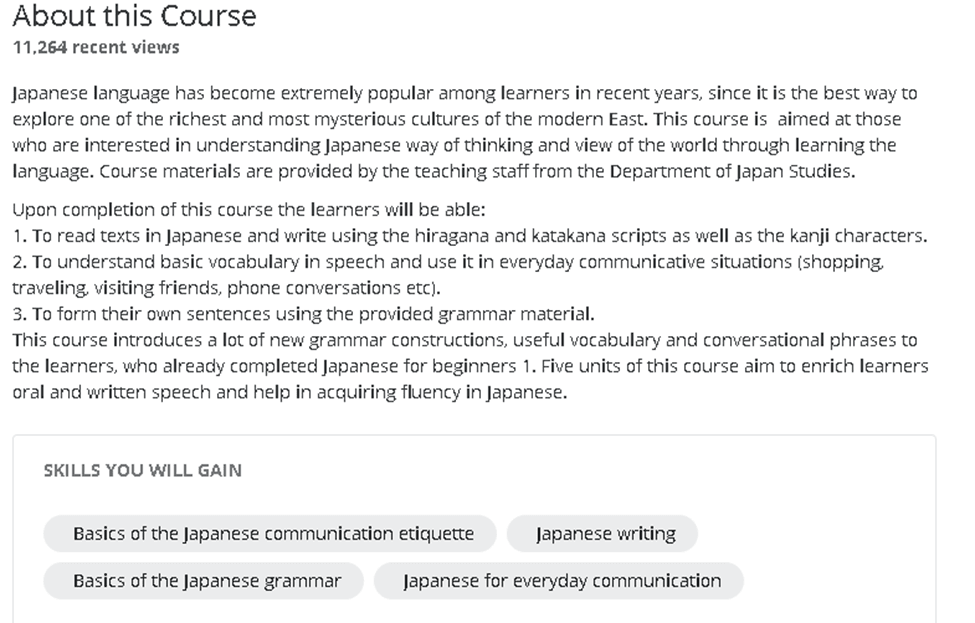 About this Course
11,264 recent views
Japanese language has become extremely popular among learners in recent years, since it is the best way to
explore one of the richest and most mysterious cultures of the modern East. This course is aimed at those
who are interested in understanding Japanese way of thinking and view of the world through learning the
language. Course materials are provided by the teaching staff from the Department of Japan Studies.
Upon completion of this course the learners will be able:
1. To read texts in Japanese and write using the hiragana and katakana scripts as well as the kanji characters.
2. To understand basic vocabulary in speech and use it in everyday communicative situations (shopping,
traveling, visiting friends, phone conversations etc).
3. To form their own sentences using the provided grammar material.
This course introduces a lot of new grammar constructions, useful vocabulary and conversational phrases to
the learners, who already completed Japanese for beginners 1. Five units of this course aim to enrich learners
oral and written speech and help in acquiring fluency in Japanese.
SKILLS YOU WILL GAIN
Basics of the Japanese communication etiquette
Japanese writing
Basics of the Japanese grammar
Japanese for everyday communication